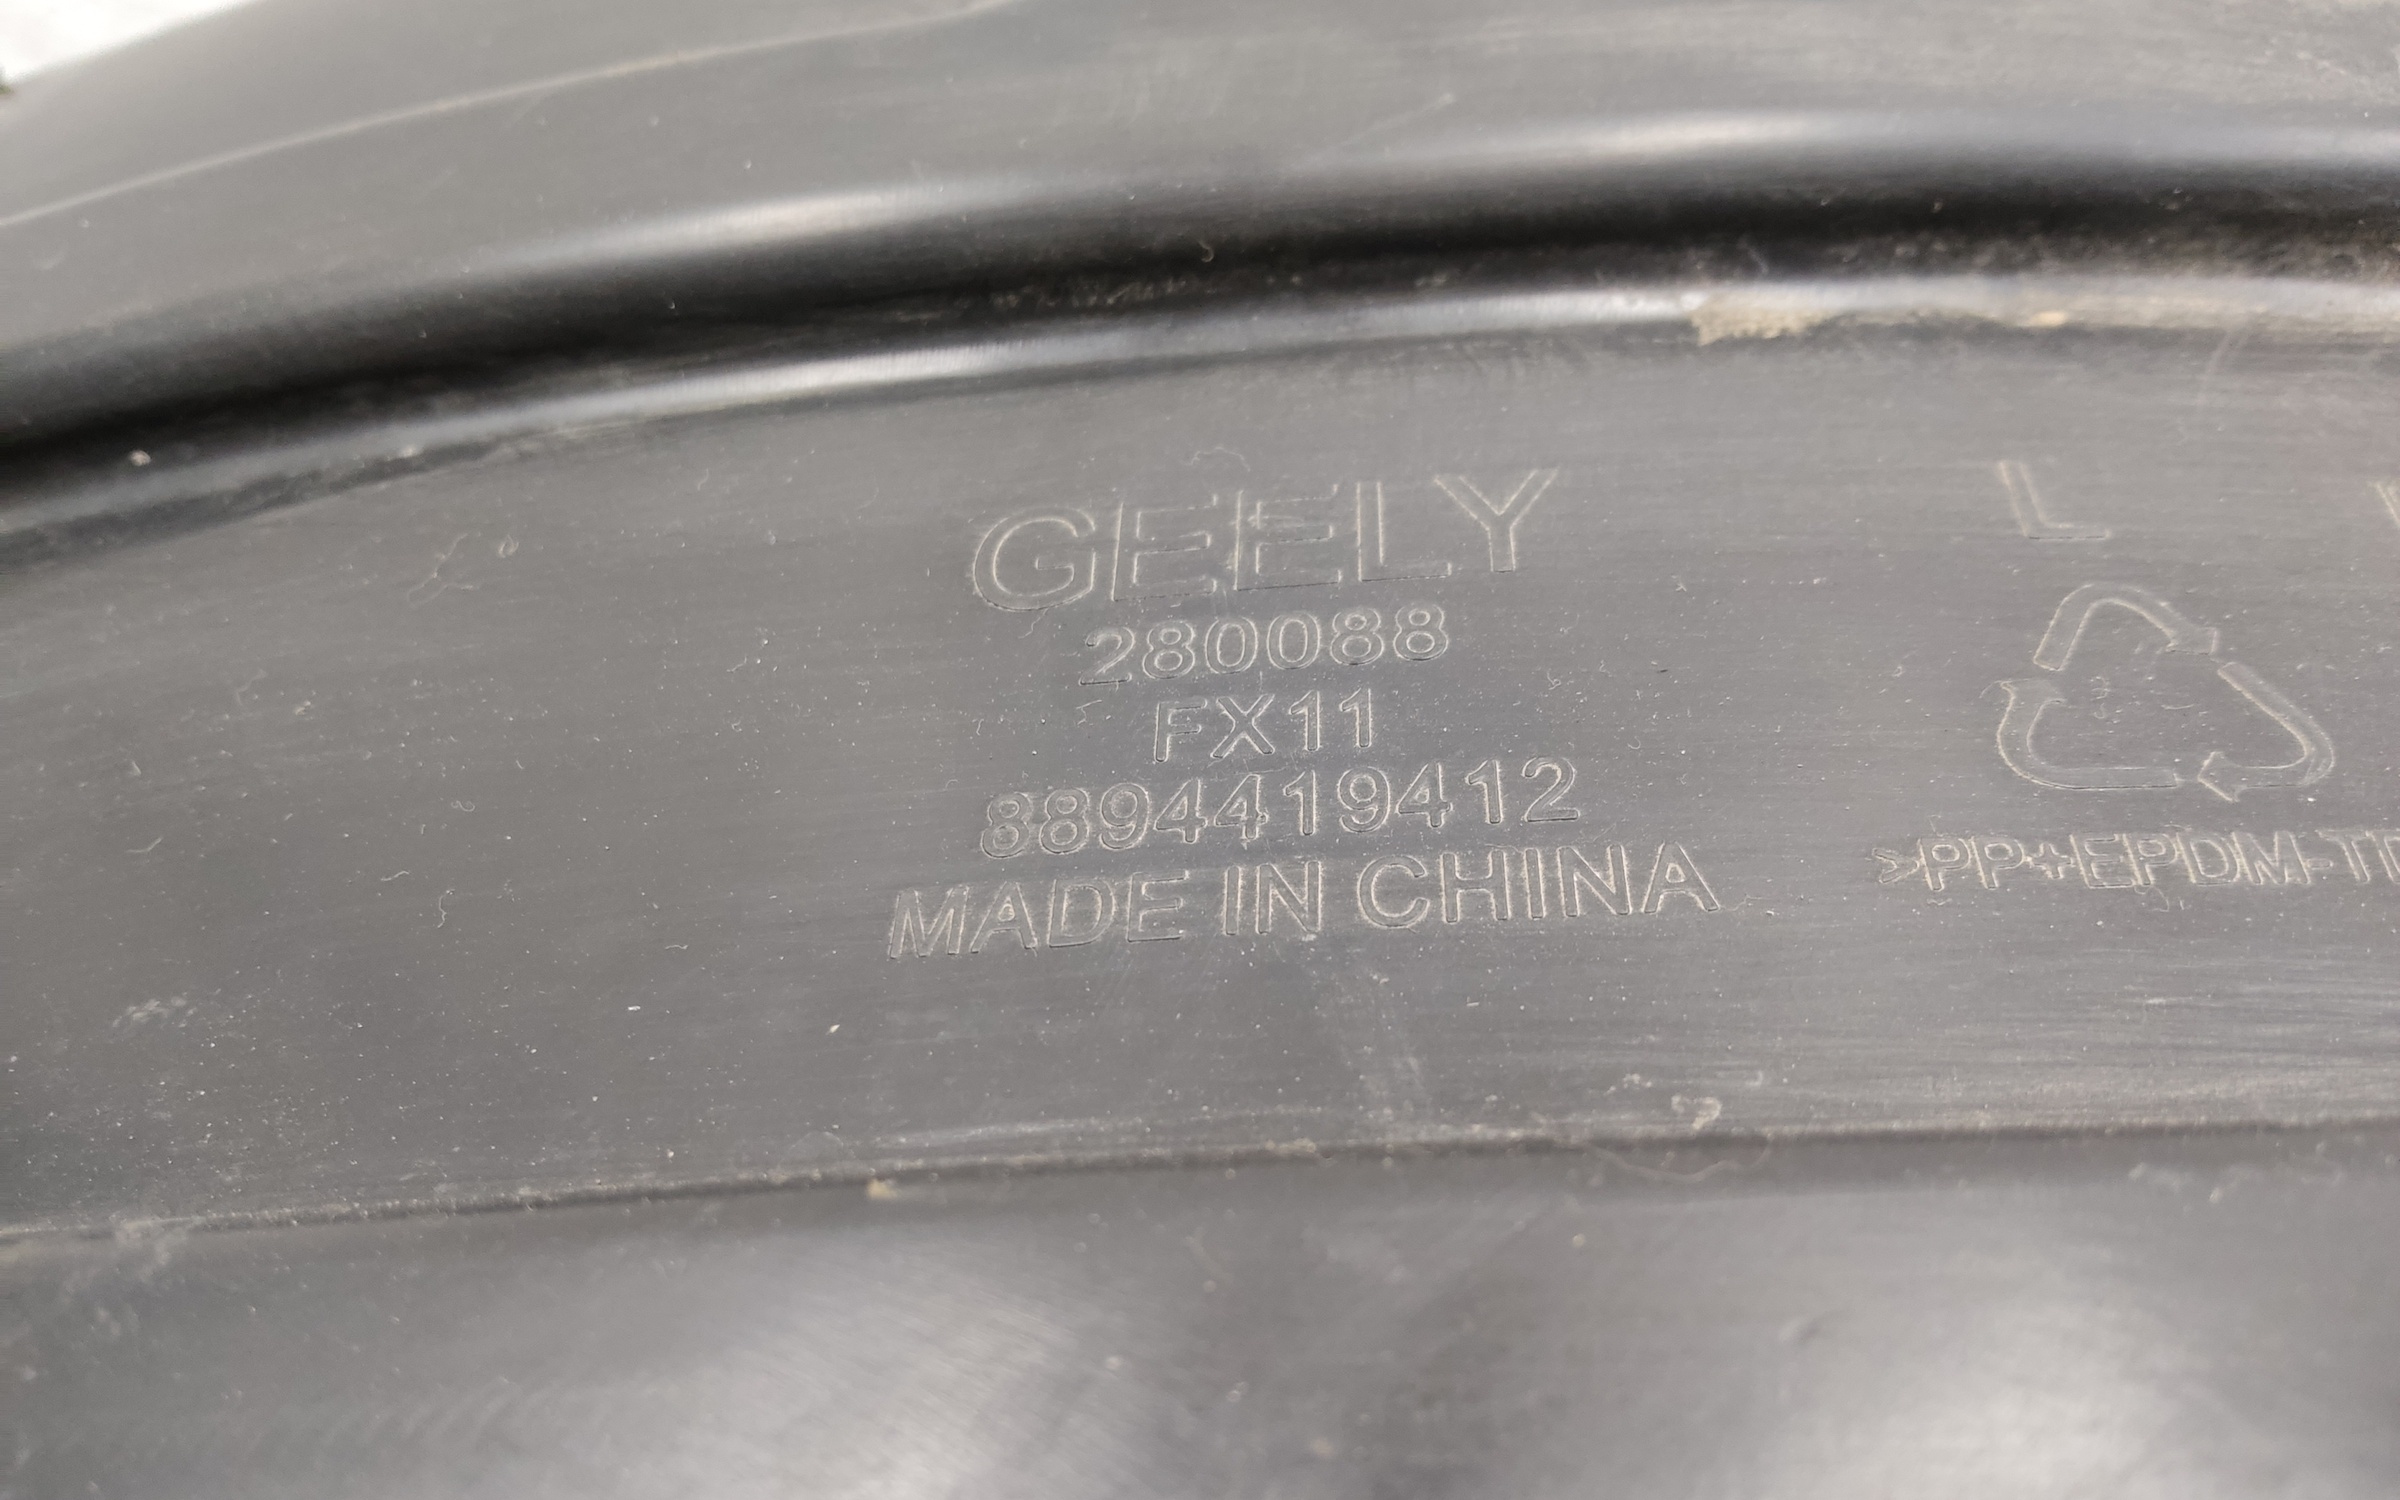 GEELY
280088
FX11
8894419412
MADE IN CHINA
L
>PP+EPDM-T